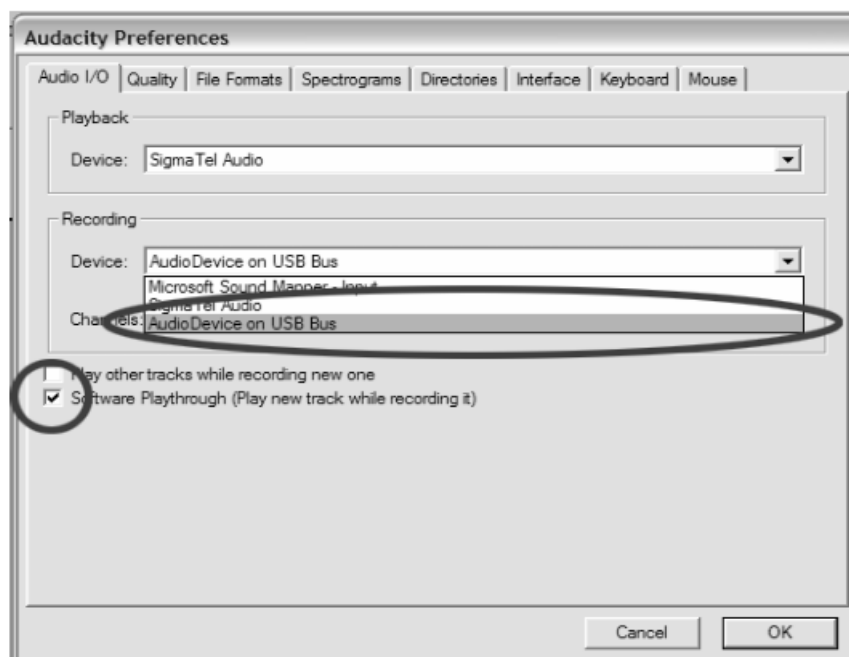 Audacity Preferences
Audio I/O Quality File Formats Spectrograms Directories Interface Keyboard Mouse
Playback
Device: SigmaTel Audio
Recording
Device: AudioDevice on USB Bus
Microsoft Sound Mapper - Input
SigmaTel Audio
Channels: AudioDevice on USB Bus
Play other tracks while recording new one
Software Playthrough (Play new track while recording it)
Cancel OK